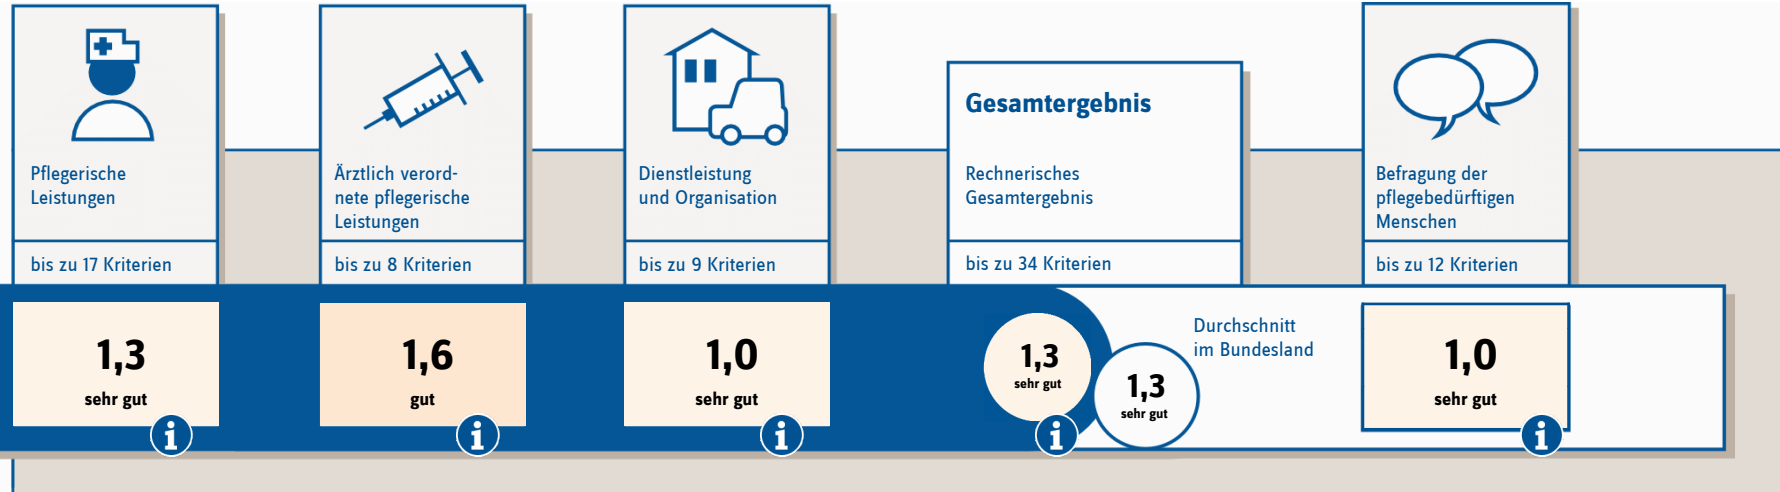 Pflegerische
Leistungen
bis zu 17 Kriterien
1,3
sehr gut
i
Ärztlich verord-
nete pflegerische
Leistungen
bis zu 8 Kriterien
1,6
gut
i
Dienstleistung
und Organisation
bis zu 9 Kriterien
1,0
sehr gut
i
Gesamtergebnis
Rechnerisches
Gesamtergebnis
bis zu 34 Kriterien
1,3
sehr gut
i
1,3
sehr gut
Durchschnitt
im Bundesland
Befragung der
pflegebedürftigen
Menschen
bis zu 12 Kriterien
1,0
sehr gut
i